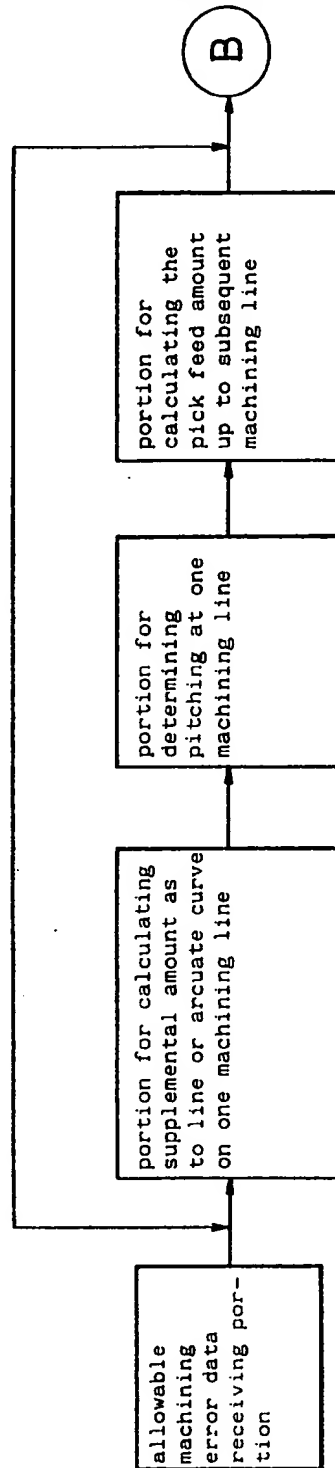 allowable
machining
error data
receiving por-
tion
portion for calculating
supplemental amount as
to line or arcuate curve
on one machining line
portion for
determining
pitching at one
machining line
portion for
calculating the
pick feed amount
up to subsequent
machining line
B